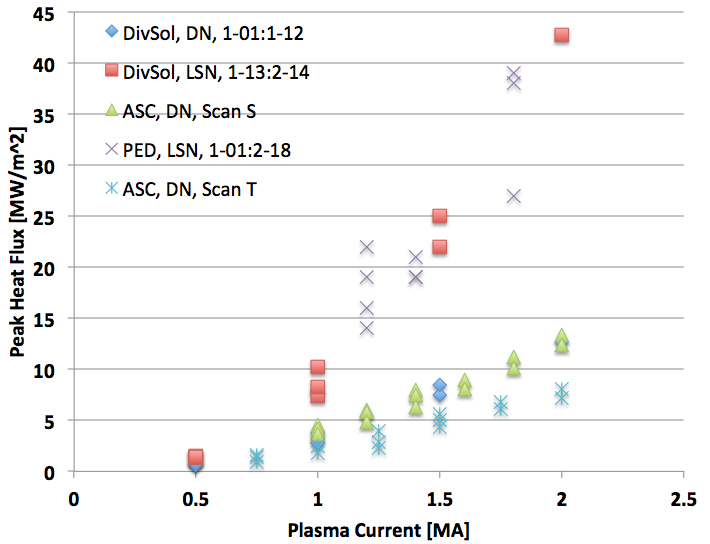 45
40
35
30
25
20
15
10
5
0
Peak Heat Flux [MW/m^2]
DivSol, DN, 1-01:1-12
DivSol, LSN, 1-13:2-14
ASC, DN, Scan S
PED, LSN, 1-01:2-18
ASC, DN, Scan T
0 0.5 1 1.5 2 2.5
Plasma Current [MA]